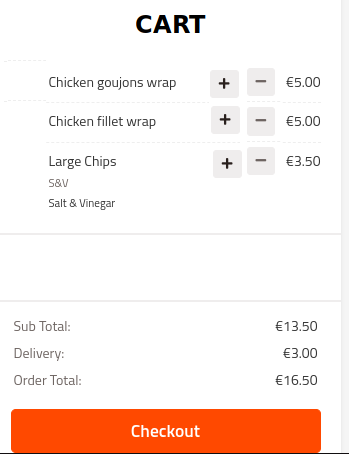 CART
Chicken goujons wrap + − €5.00
Chicken fillet wrap + − €5.00
Large Chips + − €3.50
S&V
Salt & Vinegar
Sub Total: €13.50
Delivery: €3.00
Order Total: €16.50
Checkout